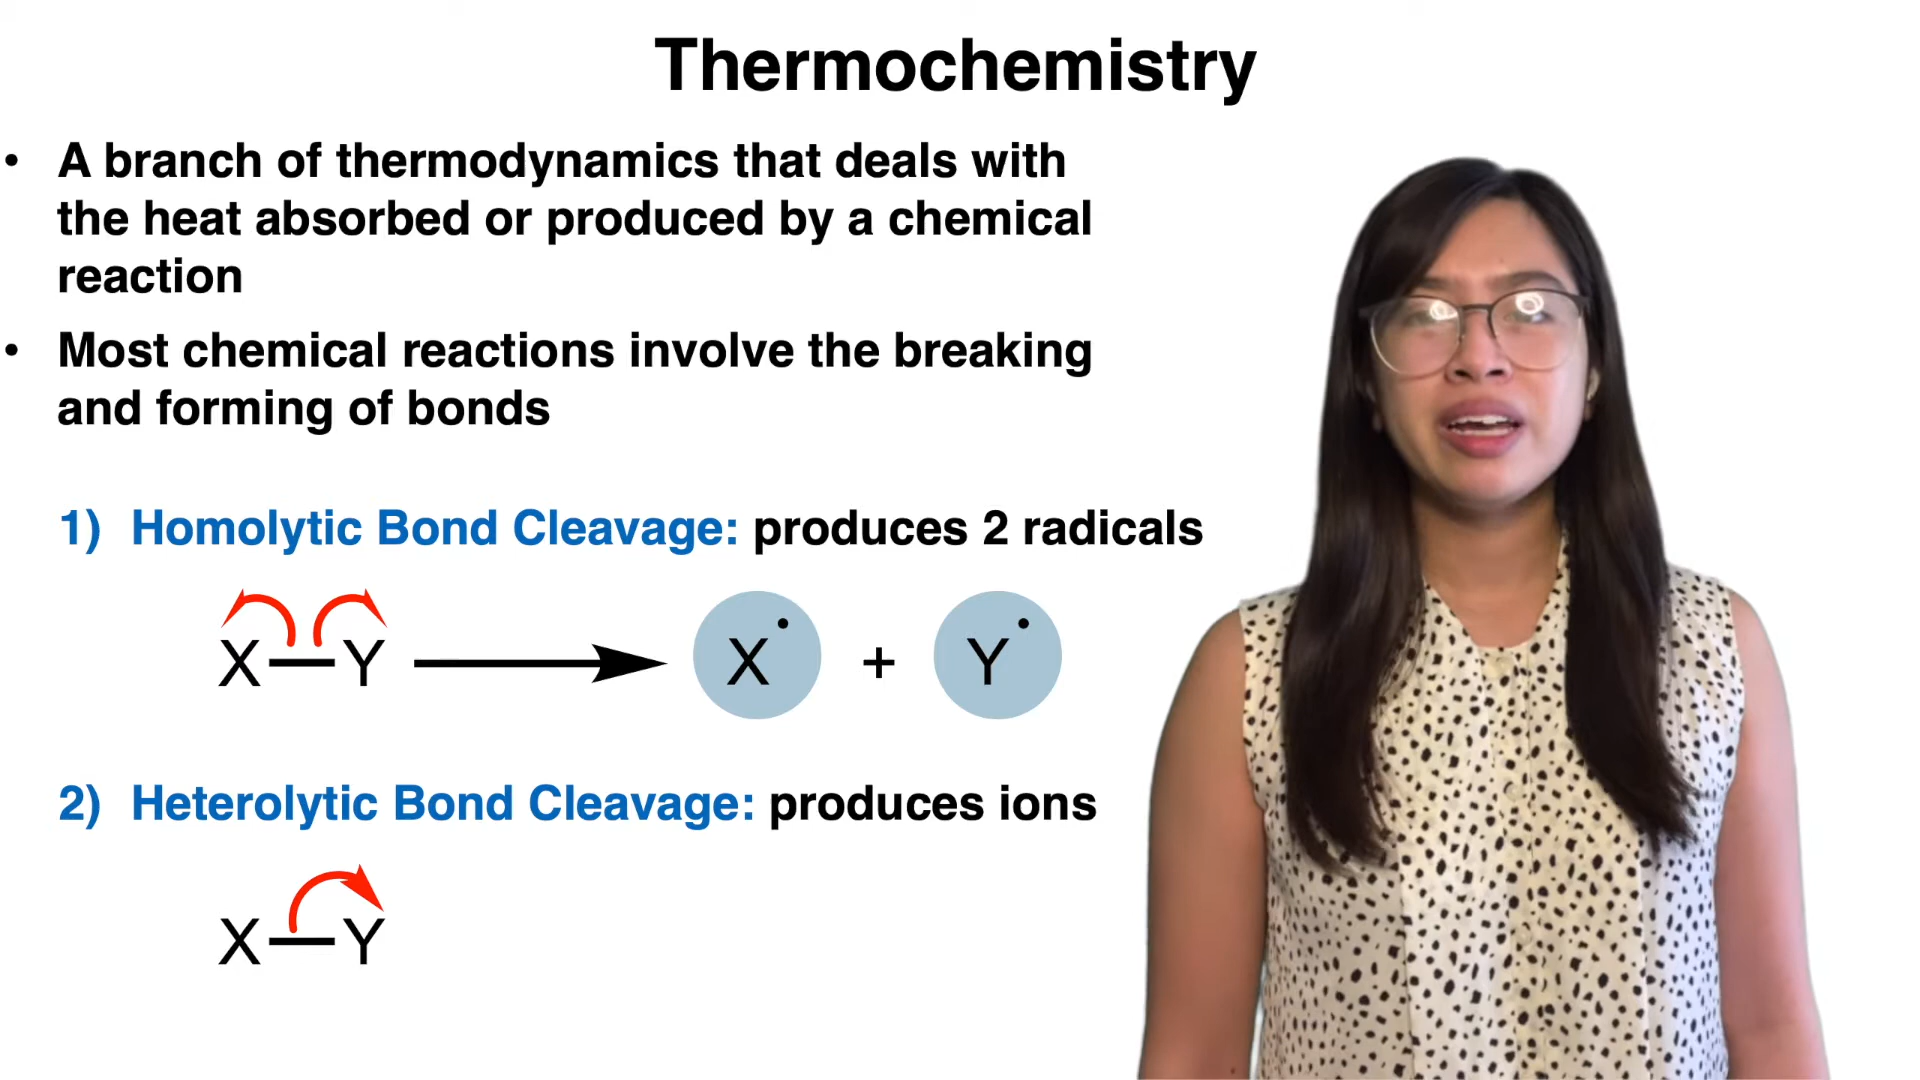 Thermochemistry
• A branch of thermodynamics that deals with
the heat absorbed or produced by a chemical
reaction
• Most chemical reactions involve the breaking
and forming of bonds
1) Homolytic Bond Cleavage: produces 2 radicals
X—Y X• + Y•
2) Heterolytic Bond Cleavage: produces ions
X—Y